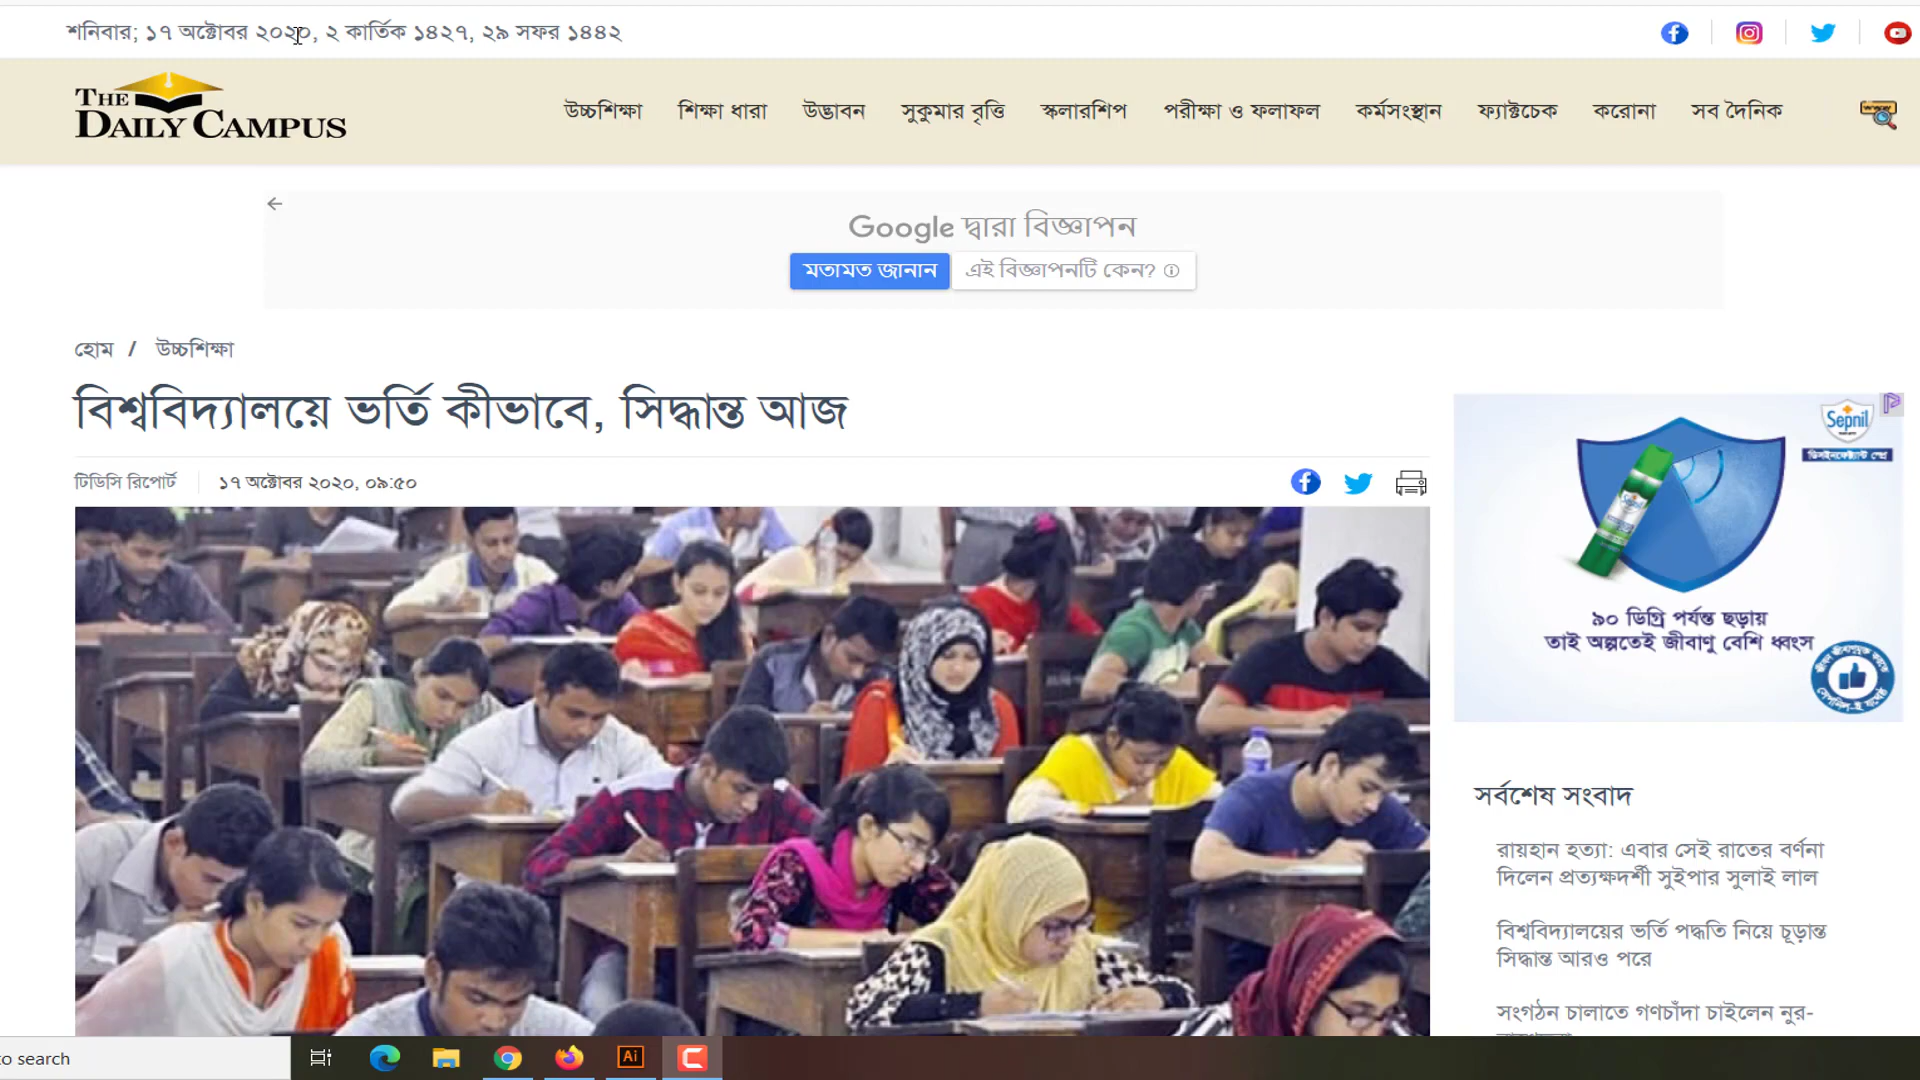 শনিবার; ১৭ অক্টোবর ২০২০, ২ কার্তিক ১৪২৭, ২৯ সফর ১৪৪২
THE
DAILY CAMPUS
উচ্চশিক্ষা শিক্ষা ধারা উদ্ভাবন সুকুমার বৃত্তি স্কলারশিপ পরীক্ষা ও ফলাফল কর্মসংস্থান ফ্যাক্টচেক করোনা সব দৈনিক
Google দ্বারা বিজ্ঞাপন
মতামত জানান এই বিজ্ঞাপনটি কেন?
হোম / উচ্চশিক্ষা
বিশ্ববিদ্যালয়ে ভর্তি কীভাবে, সিদ্ধান্ত আজ
টিডিসি রিপোর্ট
১৭ অক্টোবর ২০২০, ০৯:৫০
Sepnil
ডিসইনফেক্ট্যান্ট স্প্রে
৯০ ডিগ্রি পর্যন্ত ছড়ায়
তাই অল্পতেই জীবাণু বেশি ধ্বংস
সর্বশেষ সংবাদ
রায়হান হত্যা: এবার সেই রাতের বর্ণনা
দিলেন প্রত্যক্ষদর্শী সুইপার সুলাই লাল
বিশ্ববিদ্যালয়ের ভর্তি পদ্ধতি নিয়ে চূড়ান্ত
সিদ্ধান্ত আরও পরে
সংগঠন চালাতে গণচাঁদা চাইলেন নুর-
to search
Ai